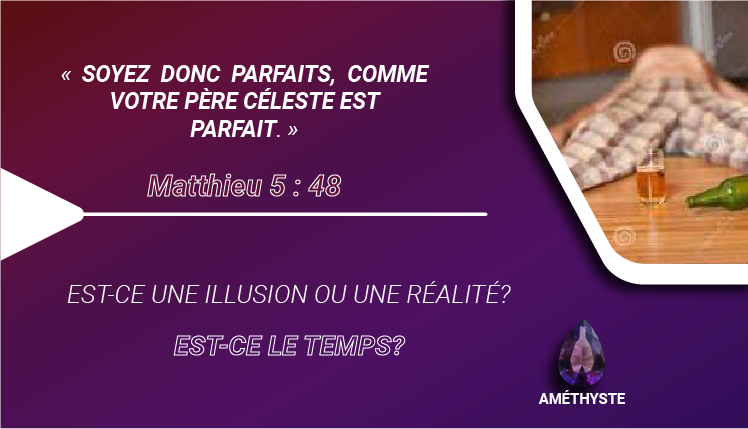 « SOYEZ DONC PARFAITS, COMME
VOTRE PÈRE CÉLESTE EST
PARFAIT. »
Matthieu 5 : 48
EST-CE UNE ILLUSION OU UNE RÉALITÉ?
EST-CE LE TEMPS?
AMÉTHYSTE